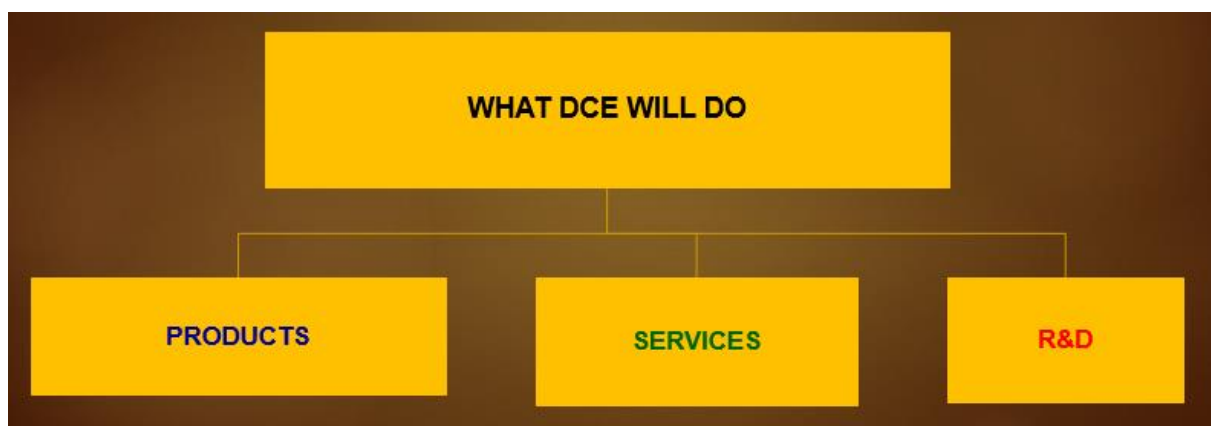 WHAT DCE WILL DO
PRODUCTS
SERVICES
R&D